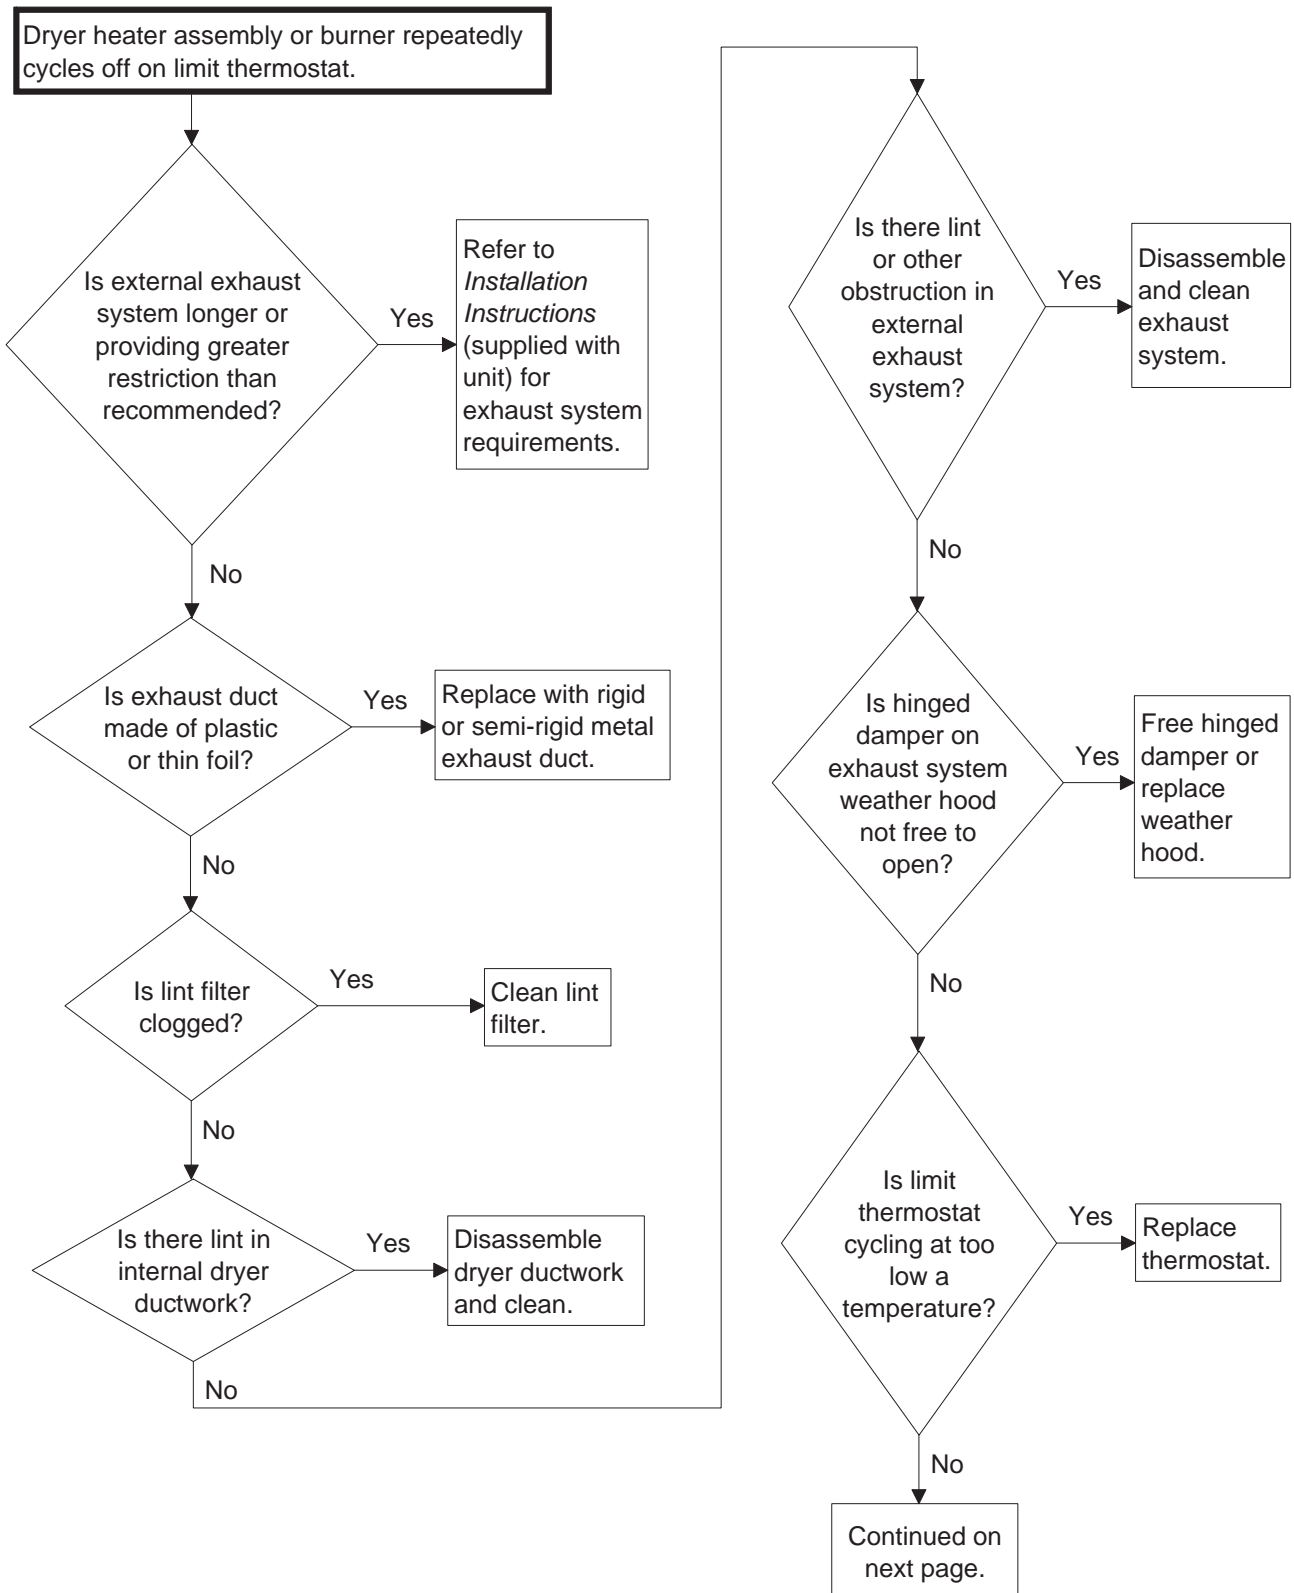 Dryer heater assembly or burner repeatedly
cycles off on limit thermostat.
Is external exhaust
system longer or
providing greater
restriction than
recommended?
Yes
Refer to
Installation
Instructions
(supplied with
unit) for
exhaust system
requirements.
No
Is exhaust duct
made of plastic
or thin foil?
Yes
Replace with rigid
or semi-rigid metal
exhaust duct.
No
Is lint filter
clogged?
Yes
Clean lint
filter.
No
Is there lint in
internal dryer
ductwork?
Yes
Disassemble
dryer ductwork
and clean.
No
Is there lint
or other
obstruction in
external
exhaust
system?
Yes
Disassemble
and clean
exhaust
system.
No
Is hinged
damper on
exhaust system
weather hood
not free to
open?
Yes
Free hinged
damper or
replace
weather
hood.
No
Is limit
thermostat
cycling at too
low a
temperature?
Yes
Replace
thermostat.
No
Continued on
next page.